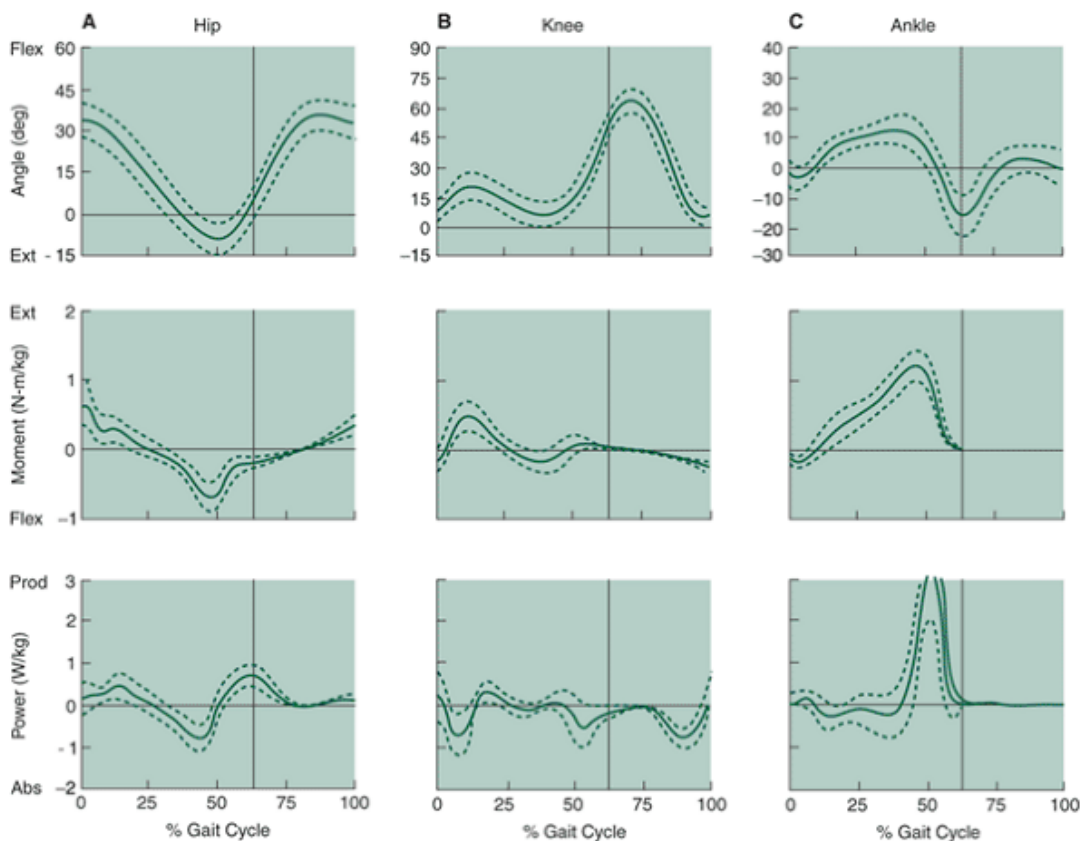 A Hip
B Knee
C Ankle
Flex
Angle (deg)
Ext
60
45
30
15
0
- 15
90
75
60
45
30
15
0
−15
40
30
20
10
0
−10
−20
−30
Ext
Moment (N-m/kg)
Flex
2
1
0
−1
Prod
Power (W/kg)
Abs
3
2
1
0
- 1
−2
0 25 50 75 100
0 25 50 75 100
0 25 50 75 100
% Gait Cycle
% Gait Cycle
% Gait Cycle